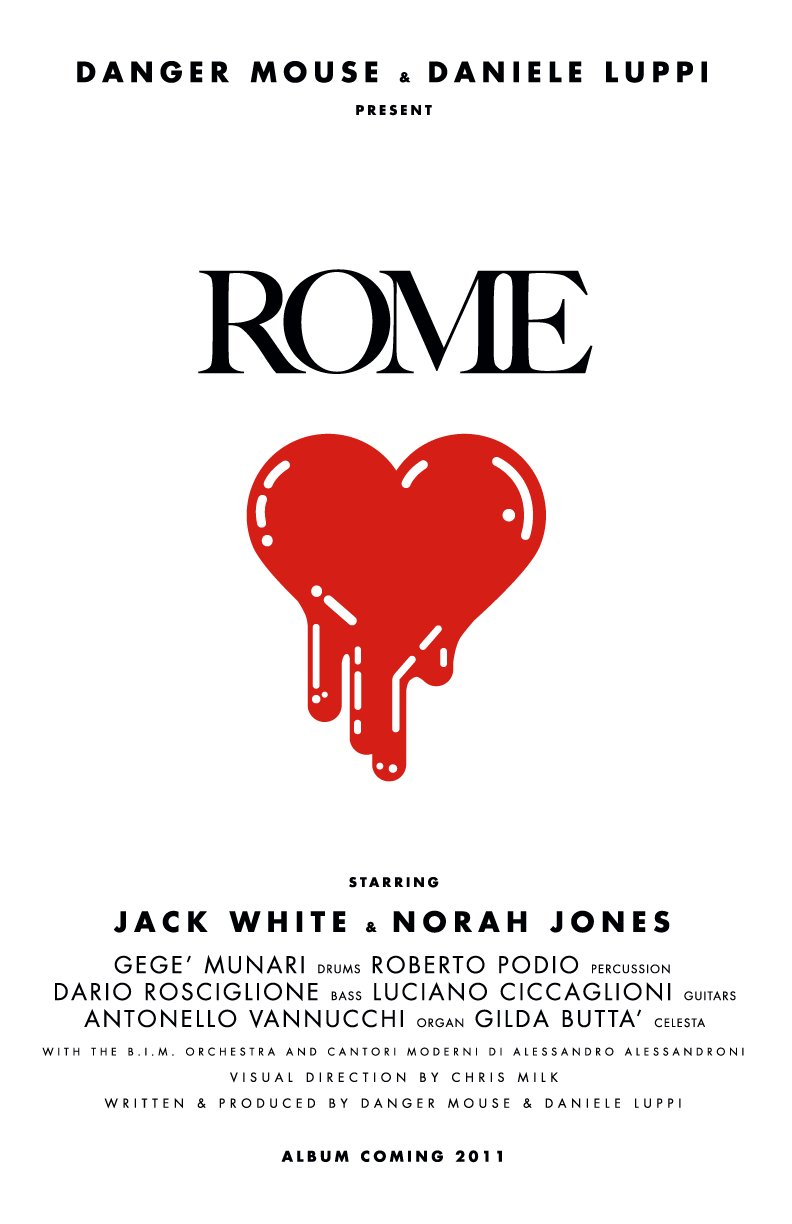 DANGER MOUSE & DANIELE LUPPI
PRESENT
ROME
STARRING
JACK WHITE & NORAH JONES
GEGE’ MUNARI DRUMS ROBERTO PODIO PERCUSSION
DARIO ROSCIGLIONE BASS LUCIANO CICCAGLIONI GUITARS
ANTONELLO VANNUCCHI ORGAN GILDA BUTTA’ CELESTA
WITH THE B.I.M. ORCHESTRA AND CANTORI MODERNI DI ALESSANDRO ALESSANDRONI
VISUAL DIRECTION BY CHRIS MILK
WRITTEN & PRODUCED BY DANGER MOUSE & DANIELE LUPPI
ALBUM COMING 2011